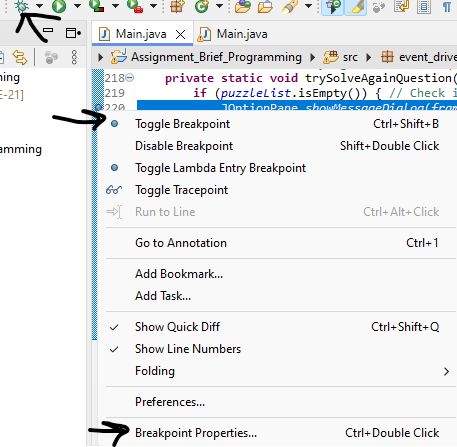 Main.java
Main.java
Assignment_Brief_Programming
src
event_drive
ning
E-21]
amming
218
private static void trySolveAgainQuestion(
219
if (puzzleList.isEmpty()) { // Check i
220
JOptionPane.showMessageDialog(fram
Toggle Breakpoint Ctrl+Shift+B
Disable Breakpoint Shift+Double Click
Toggle Lambda Entry Breakpoint
Toggle Tracepoint
Run to Line Ctrl+Alt+Click
Go to Annotation Ctrl+1
Add Bookmark...
Add Task...
Show Quick Diff Ctrl+Shift+Q
Show Line Numbers
Folding
Preferences...
Breakpoint Properties... Ctrl+Double Click